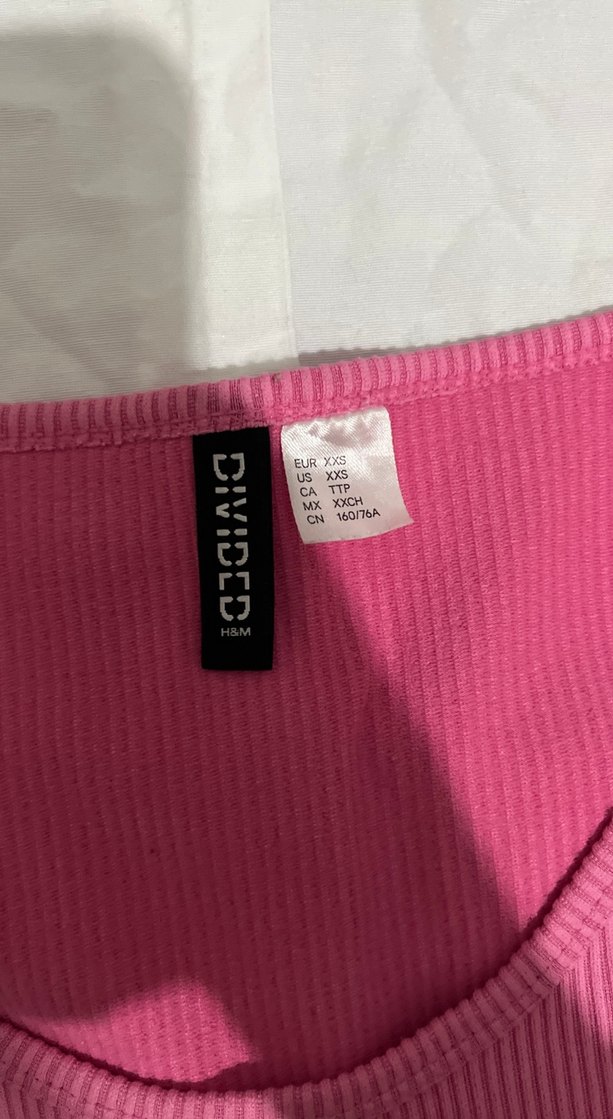 DIVIDED
H&M
EUR XXS
US XXS
CA TTP
MX XXCH
CN 160/76A